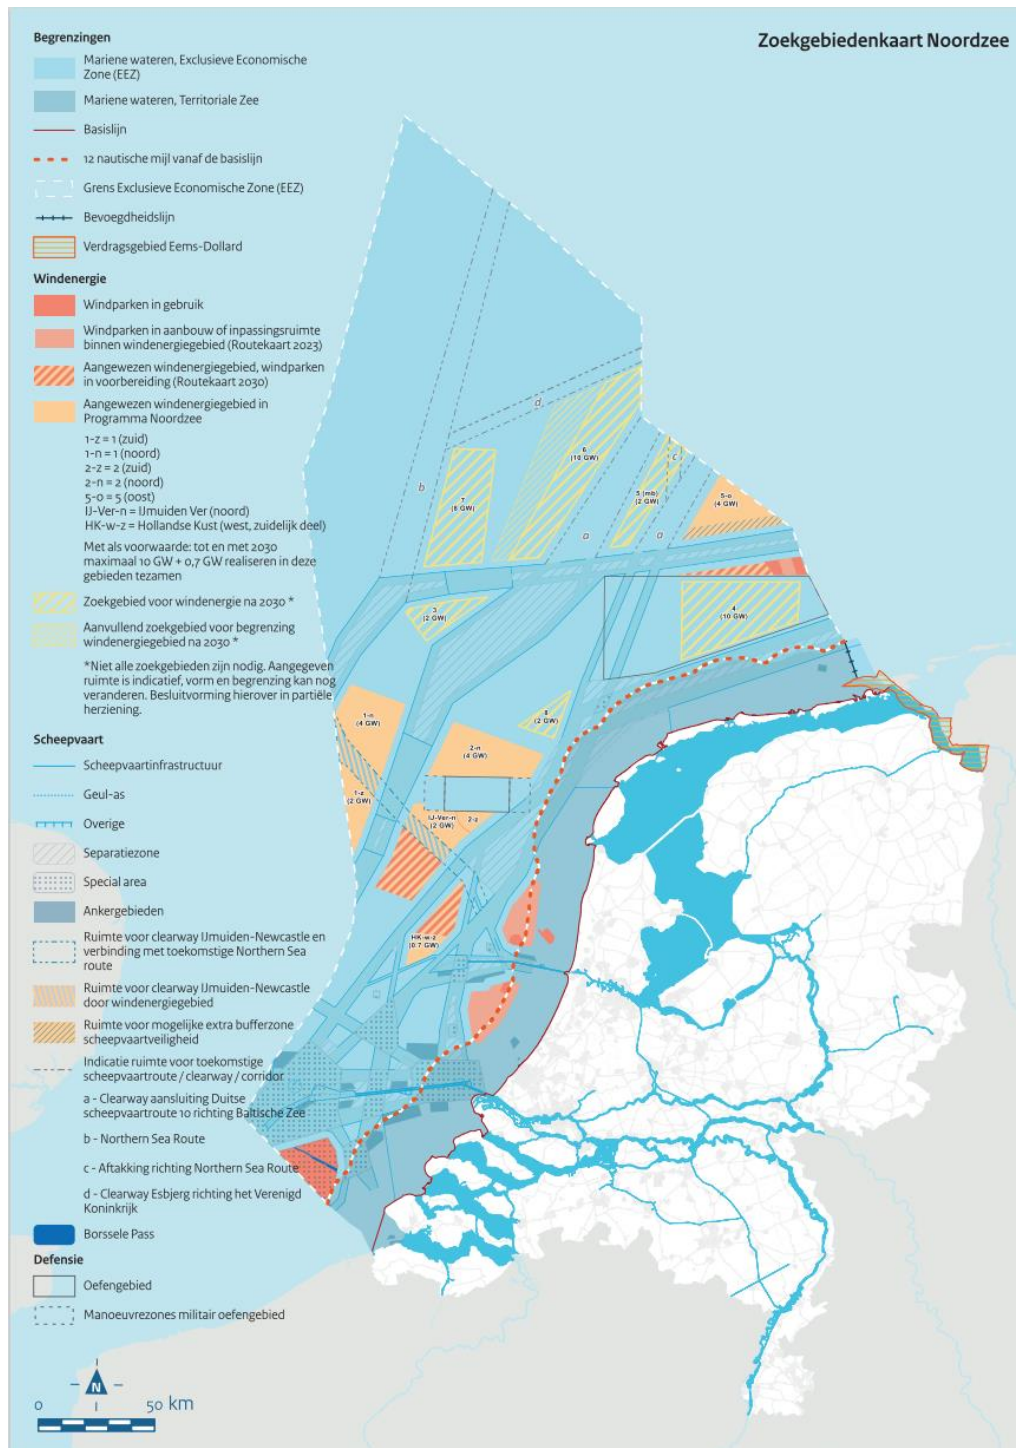 Zoekgebiedenkaart Noordzee
Begrenzingen
Mariene wateren, Exclusieve Economische
Zone (EEZ)
Mariene wateren, Territoriale Zee
Basislijn
12 nautische mijl vanaf de basislijn
Grens Exclusieve Economische Zone (EEZ)
Bevoegdheidslijn
Verdragsgebied Eems-Dollard
Windenergie
Windparken in gebruik
Windparken in aanbouw of inpassingsruimte
binnen windenergiegebied (Routekaart 2023)
Aangewezen windenergiegebied, windparken
in voorbereiding (Routekaart 2030)
Aangewezen windenergiegebied in
Programma Noordzee
1-z = 1 (zuid)
1-n = 1 (noord)
2-z = 2 (zuid)
2-n = 2 (noord)
5-o = 5 (oost)
IJ-Ver-n = IJmuiden Ver (noord)
HK-w-z = Hollandse Kust (west, zuidelijk deel)
Met als voorwaarde: tot en met 2030
maximaal 10 GW + 0,7 GW realiseren in deze
gebieden tezamen
Zoekgebied voor windenergie na 2030 *
Aanvullend zoekgebied voor begrenzing
windenergiegebied na 2030 *
*Niet alle zoekgebieden zijn nodig. Aangegeven
ruimte is indicatief, vorm en begrenzing kan nog
veranderen. Besluitvorming hierover in partiële
herziening.
Scheepvaart
Scheepvaartinfrastructuur
Geul-as
Overige
Separatiezone
Special area
Ankergebieden
Ruimte voor clearway IJmuiden-Newcastle en
verbinding met toekomstige Northern Sea
route
Ruimte voor clearway IJmuiden-Newcastle
door windenergiegebied
Ruimte voor mogelijke extra bufferzone
scheepvaartveiligheid
Indicatie ruimte voor toekomstige
scheepvaartroute / clearway / corridor
a - Clearway aansluiting Duitse
scheepvaartroute 10 richting Baltische Zee
b - Northern Sea Route
c - Aftakking richting Northern Sea Route
d - Clearway Esbjerg richting het Verenigd
Koninkrijk
Borssele Pass
Defensie
Oefengebied
Manoeuvrezones militair oefengebied
N
0
50 km
d
b
c
a
a
6
(10 GW)
7
(8 GW)
5 (mb)
(2 GW)
5-o
(4 GW)
3
(2 GW)
4
(10 GW)
8
(2 GW)
1-n
(4 GW)
2-n
(4 GW)
1-z
(2 GW)
IJ-Ver-n
(2 GW)
2-z
HK-w-z
(0.7 GW)